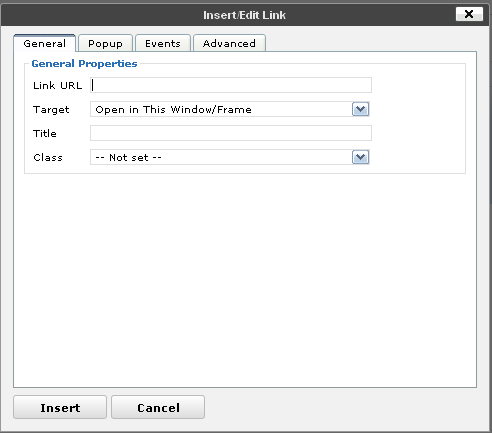 Insert/Edit Link
General Popup Events Advanced
General Properties
Link URL
Target Open in This Window/Frame
Title
Class -- Not set --
Insert Cancel